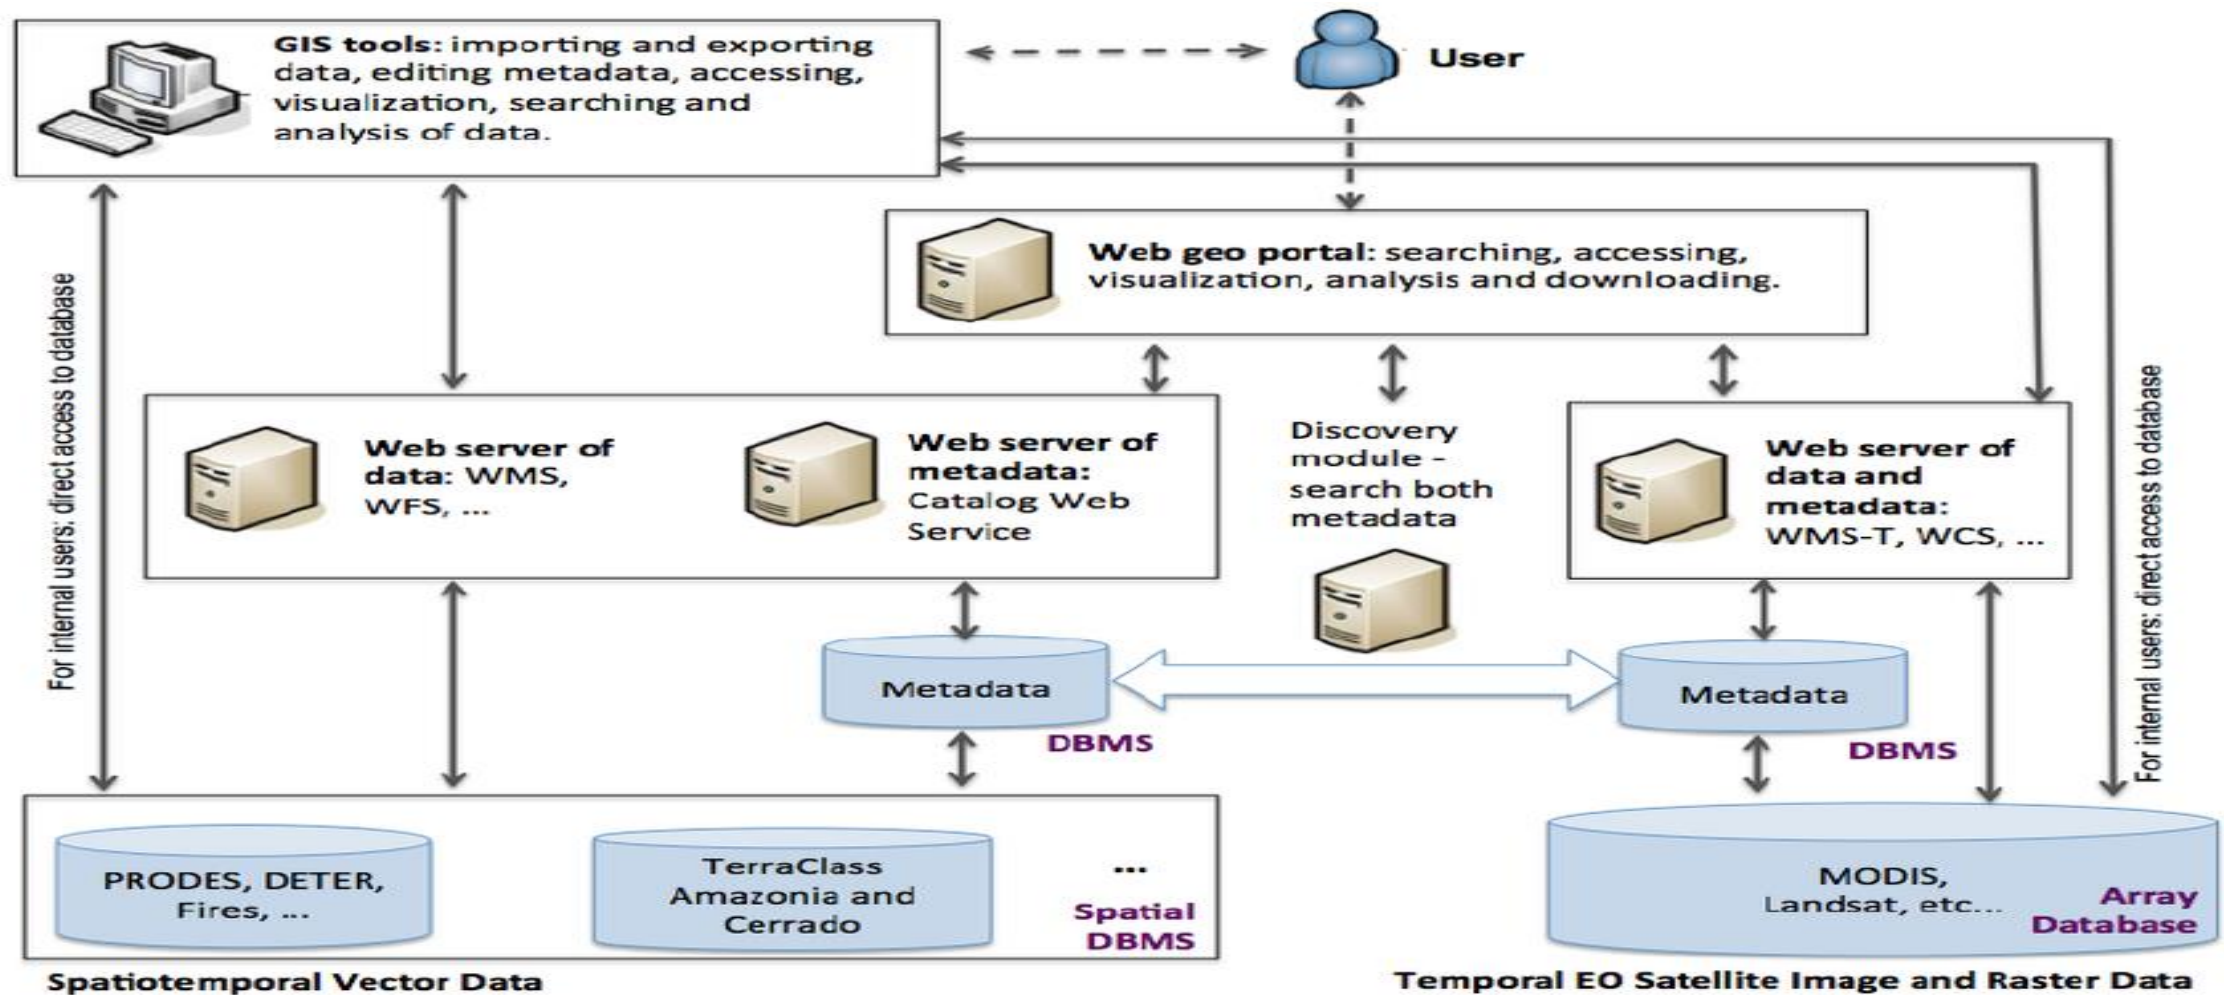 GIS tools: importing and exporting
data, editing metadata, accessing,
visualization, searching and
analysis of data.
User
Web geo portal: searching, accessing,
visualization, analysis and downloading.
For internal users: direct access to database
Web server of
data: WMS,
WFS, ...
Web server of
metadata:
Catalog Web
Service
Discovery
module -
search both
metadata
Web server of
data and
metadata:
WMS-T, WCS, ...
For internal users: direct access to database
Metadata
DBMS
Metadata
DBMS
PRODES, DETER,
Fires, ...
TerraClass
Amazonia and
Cerrado
...
Spatial
DBMS
MODIS,
Landsat, etc...
Array
Database
Spatiotemporal Vector Data
Temporal EO Satellite Image and Raster Data